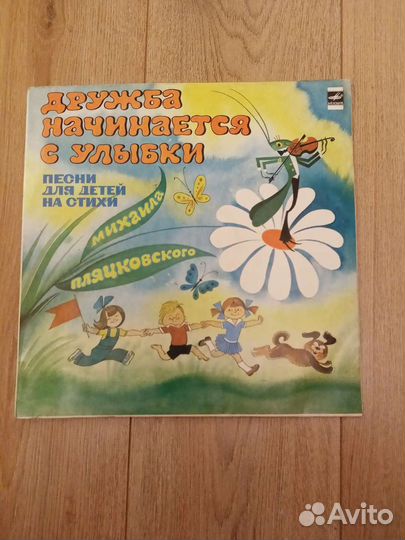 ДРУЖБА
НАЧИНАЕТСЯ
С УЛЫБКИ
ПЕСНИ
ДЛЯ ДЕТЕЙ
НА СТИХИ
МИХАИЛА
ПЛЯЦКОВСКОГО
Avito